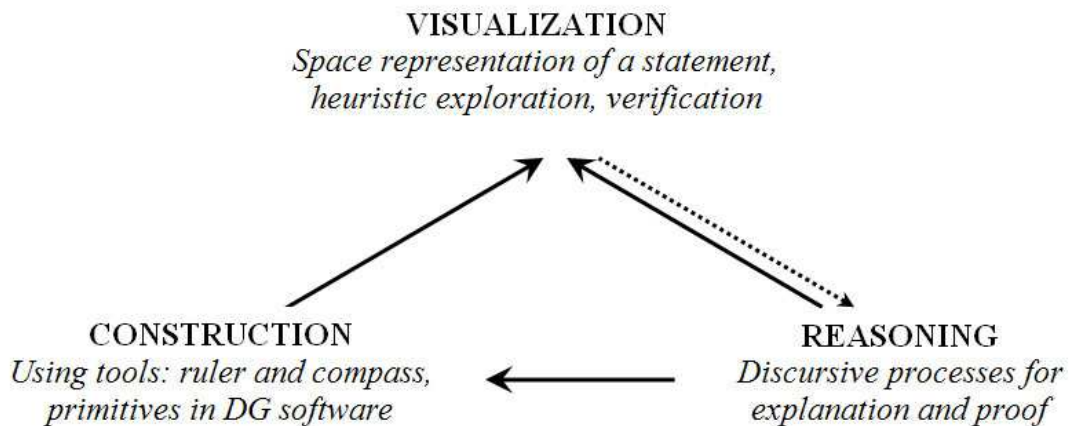 VISUALIZATION
Space representation of a statement,
heuristic exploration, verification
CONSTRUCTION
Using tools: ruler and compass,
primitives in DG software
REASONING
Discursive processes for
explanation and proof